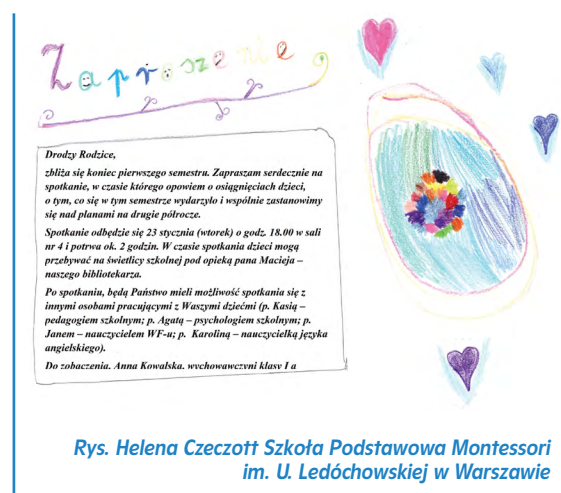 Zaproszenie
Drodzy Rodzice,
zbliża się koniec pierwszego semestru. Zapraszam serdecznie na
spotkanie, w czasie którego opowiem o osiągnięciach dzieci,
o tym, co się w tym semestrze wydarzyło i wspólnie zastanowimy
się nad planami na drugie półrocze.
Spotkanie odbędzie się 23 stycznia (wtorek) o godz. 18.00 w sali
nr 4 i potrwa ok. 2 godzin. W czasie spotkania dzieci mogą
przebywać na świetlicy szkolnej pod opieką pana Macieja –
naszego bibliotekarza.
Po spotkaniu, będą Państwo mieli możliwość spotkania się z
innymi osobami pracującymi z Waszymi dziećmi (p. Kasią –
pedagogiem szkolnym; p. Agatą – psychologiem szkolnym; p.
Janem – nauczycielem WF-u; p. Karoliną – nauczycielką języka
angielskiego).
Do zobaczenia, Anna Kowalska, wychowawczyni klasy I a
Rys. Helena Czeczott Szkoła Podstawowa Montessori
im. U. Ledóchowskiej w Warszawie